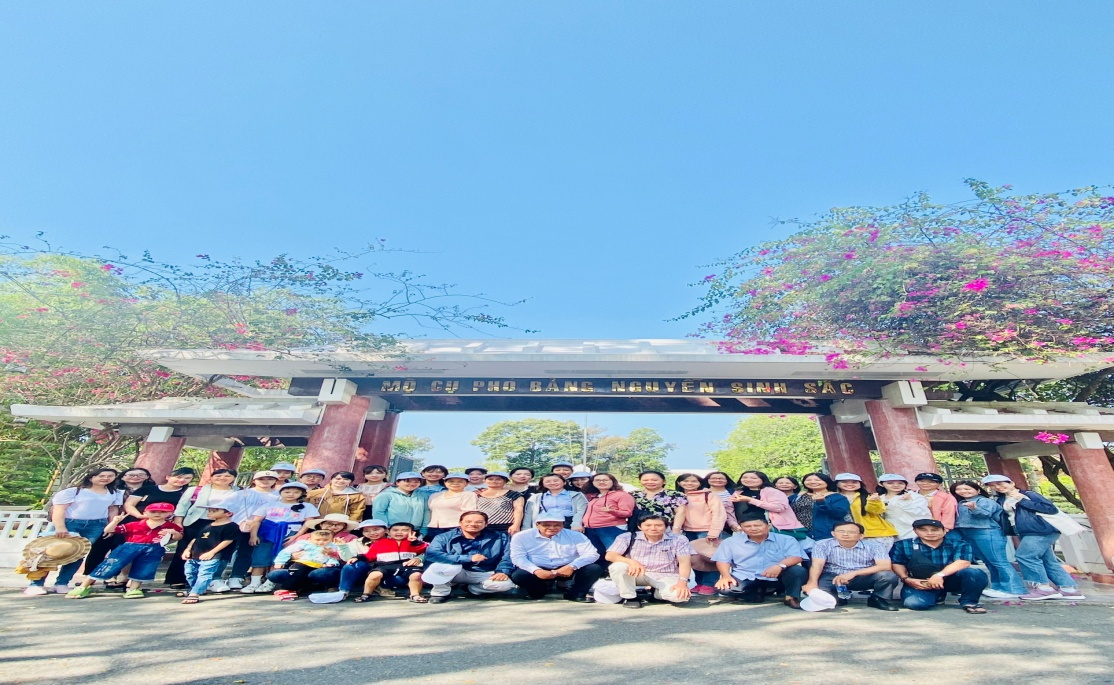 MỘ CỤ PHÓ BẢNG NGUYỄN SINH SẮC